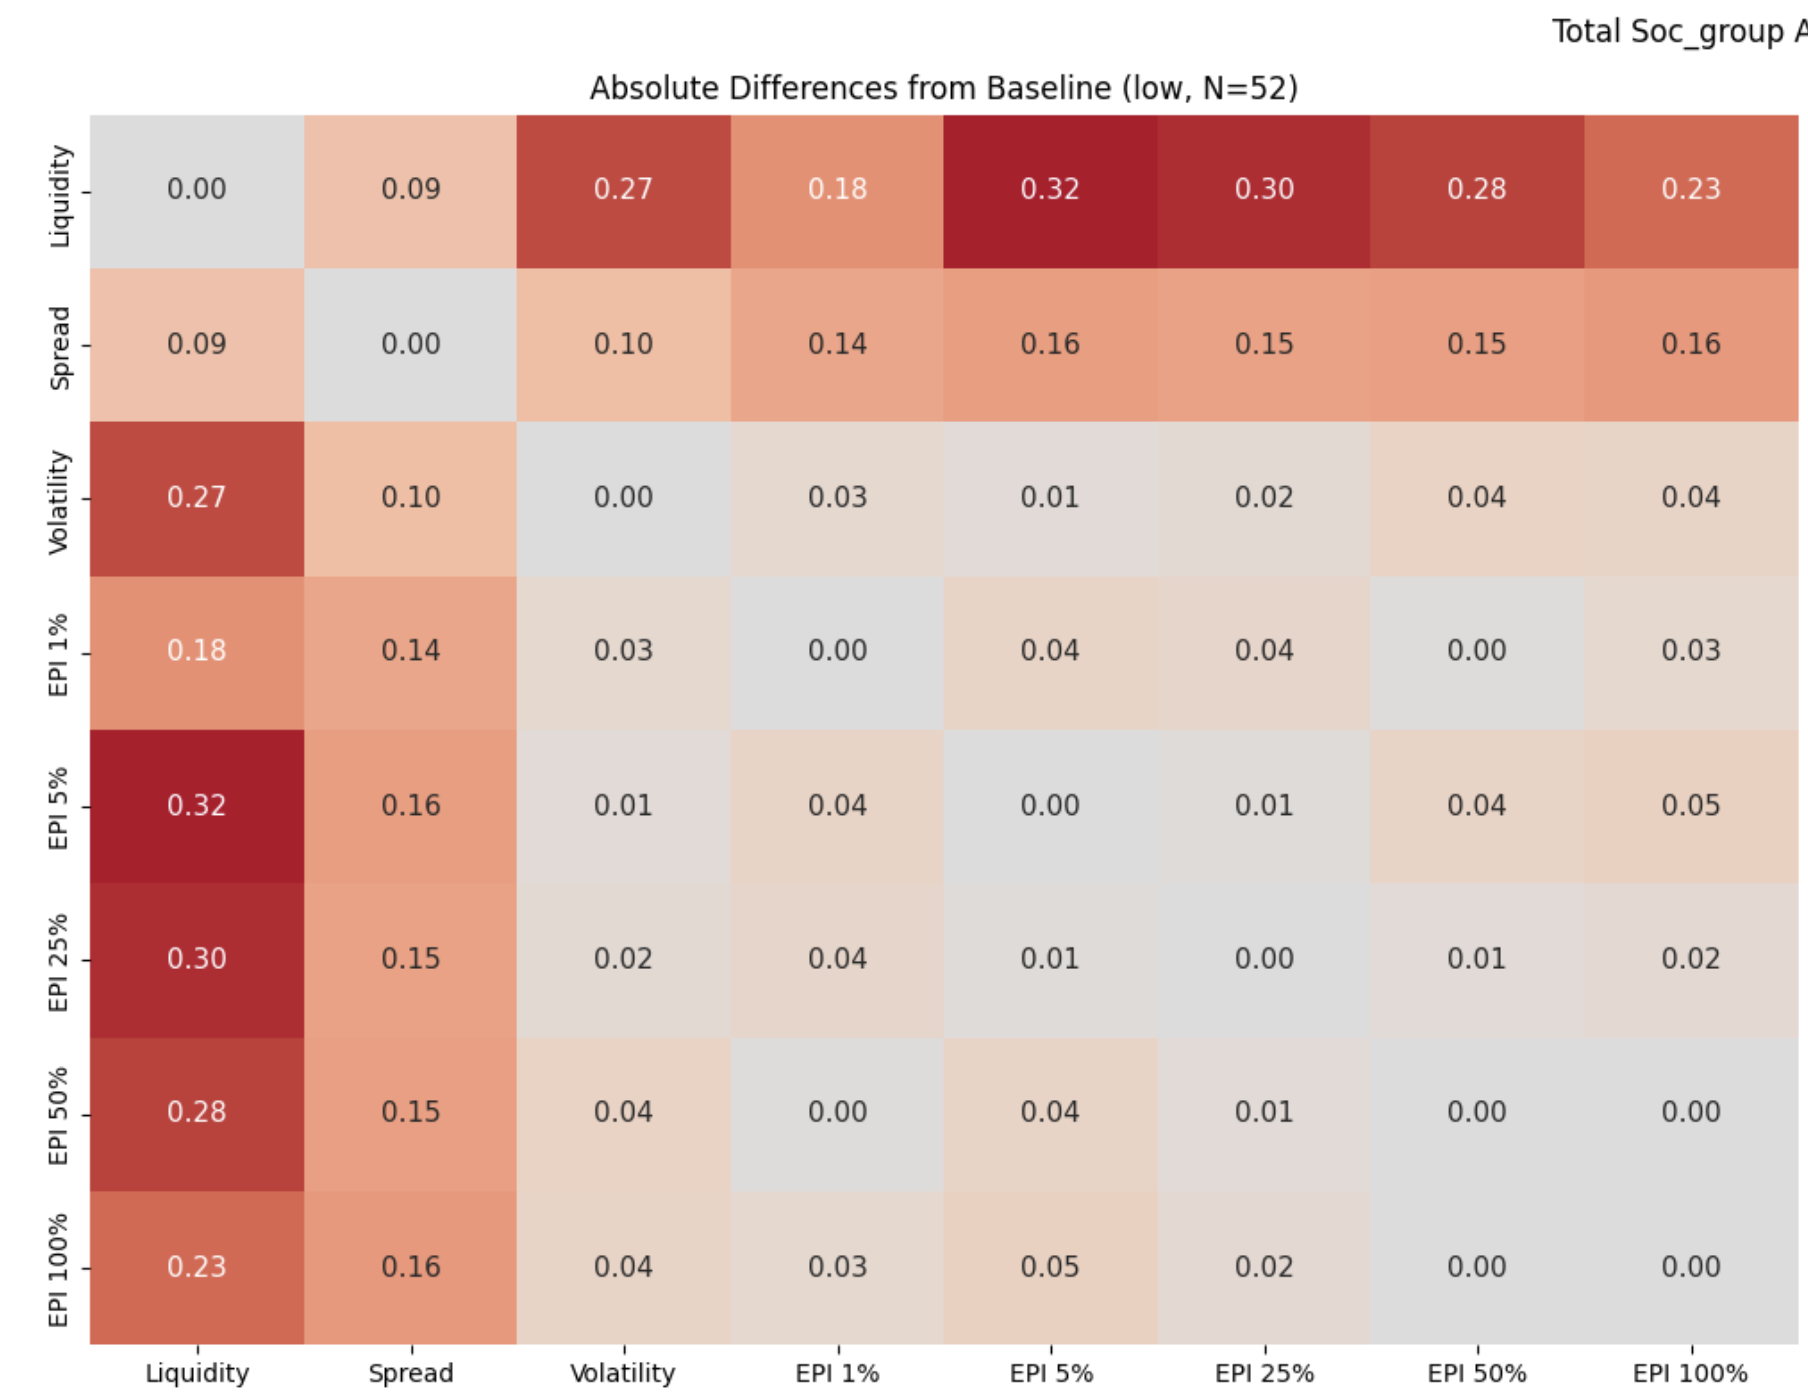 Total Soc_group A
Absolute Differences from Baseline (low, N=52)
Liquidity 0.00 0.09 0.27 0.18 0.32 0.30 0.28 0.23
Spread 0.09 0.00 0.10 0.14 0.16 0.15 0.15 0.16
Volatility 0.27 0.10 0.00 0.03 0.01 0.02 0.04 0.04
EPI 1% 0.18 0.14 0.03 0.00 0.04 0.04 0.00 0.03
EPI 5% 0.32 0.16 0.01 0.04 0.00 0.01 0.04 0.05
EPI 25% 0.30 0.15 0.02 0.04 0.01 0.00 0.01 0.02
EPI 50% 0.28 0.15 0.04 0.00 0.04 0.01 0.00 0.00
EPI 100% 0.23 0.16 0.04 0.03 0.05 0.02 0.00 0.00
Liquidity Spread Volatility EPI 1% EPI 5% EPI 25% EPI 50% EPI 100%